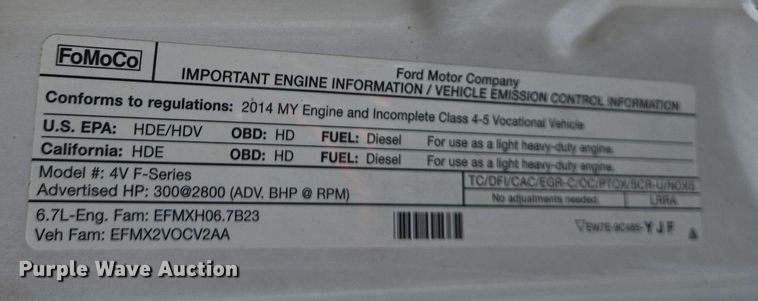 FoMoCo
Ford Motor Company
IMPORTANT ENGINE INFORMATION / VEHICLE EMISSION CONTROL INFORMATION
Conforms to regulations: 2014 MY Engine and Incomplete Class 4-5 Vocational Vehicle
U.S. EPA: HDE/HDV OBD: HD FUEL: Diesel For use as a light heavy-duty engine.
California: HDE OBD: HD FUEL: Diesel For use as a light heavy-duty engine.
Model #: 4V F-Series
Advertised HP: 300@2800 (ADV. BHP @ RPM)
TC/DFI/CAC/EGR-C/OC/PTOX/SCR-U/NOXS
No adjustments needed. LRRA
6.7L-Eng. Fam: EFMXH06.7B23
Veh Fam: EFMX2VOCV2AA
EW7E-9C485-YJF
Purple Wave Auction